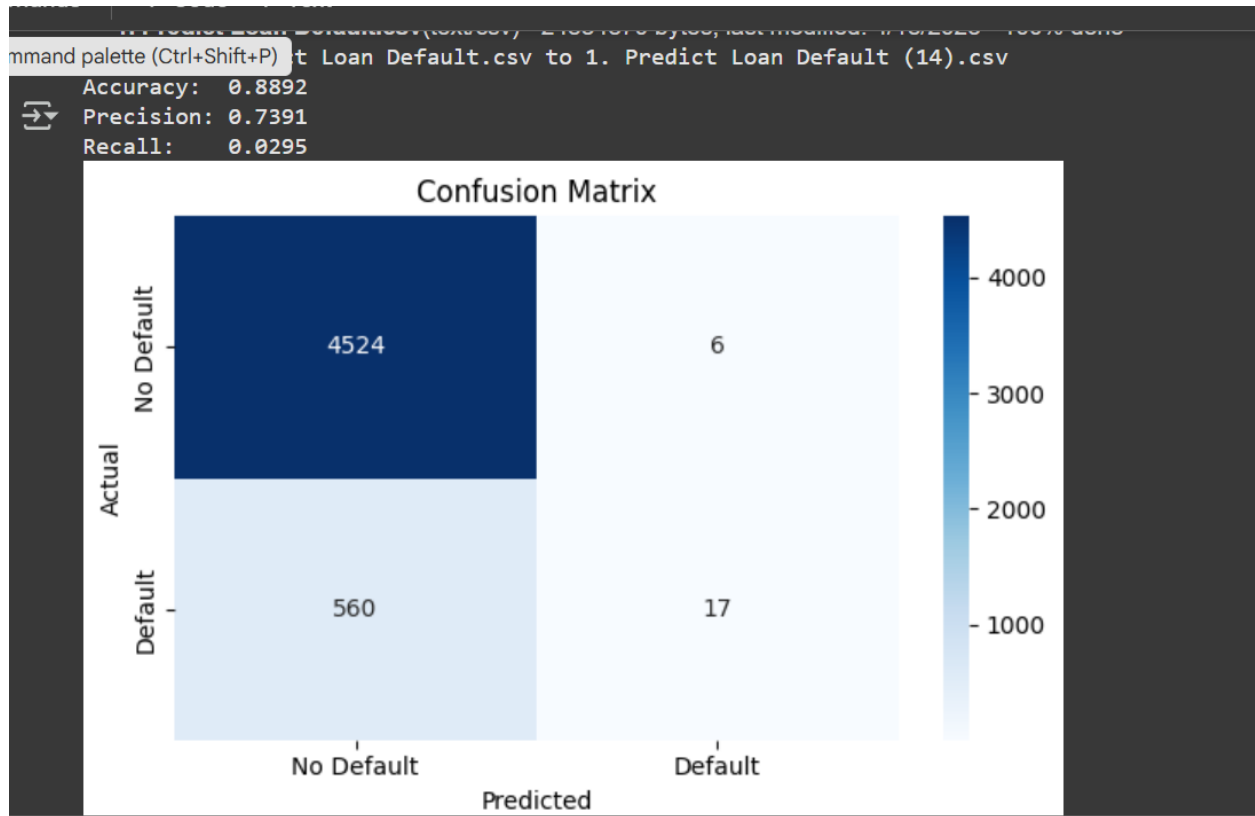 mmand palette (Ctrl+Shift+P) t Loan Default.csv to 1. Predict Loan Default (14).csv
Accuracy: 0.8892
Precision: 0.7391
Recall: 0.0295
Confusion Matrix
No Default 4524 6
Default 560 17
No Default Default
Actual
Predicted
4000
3000
2000
1000